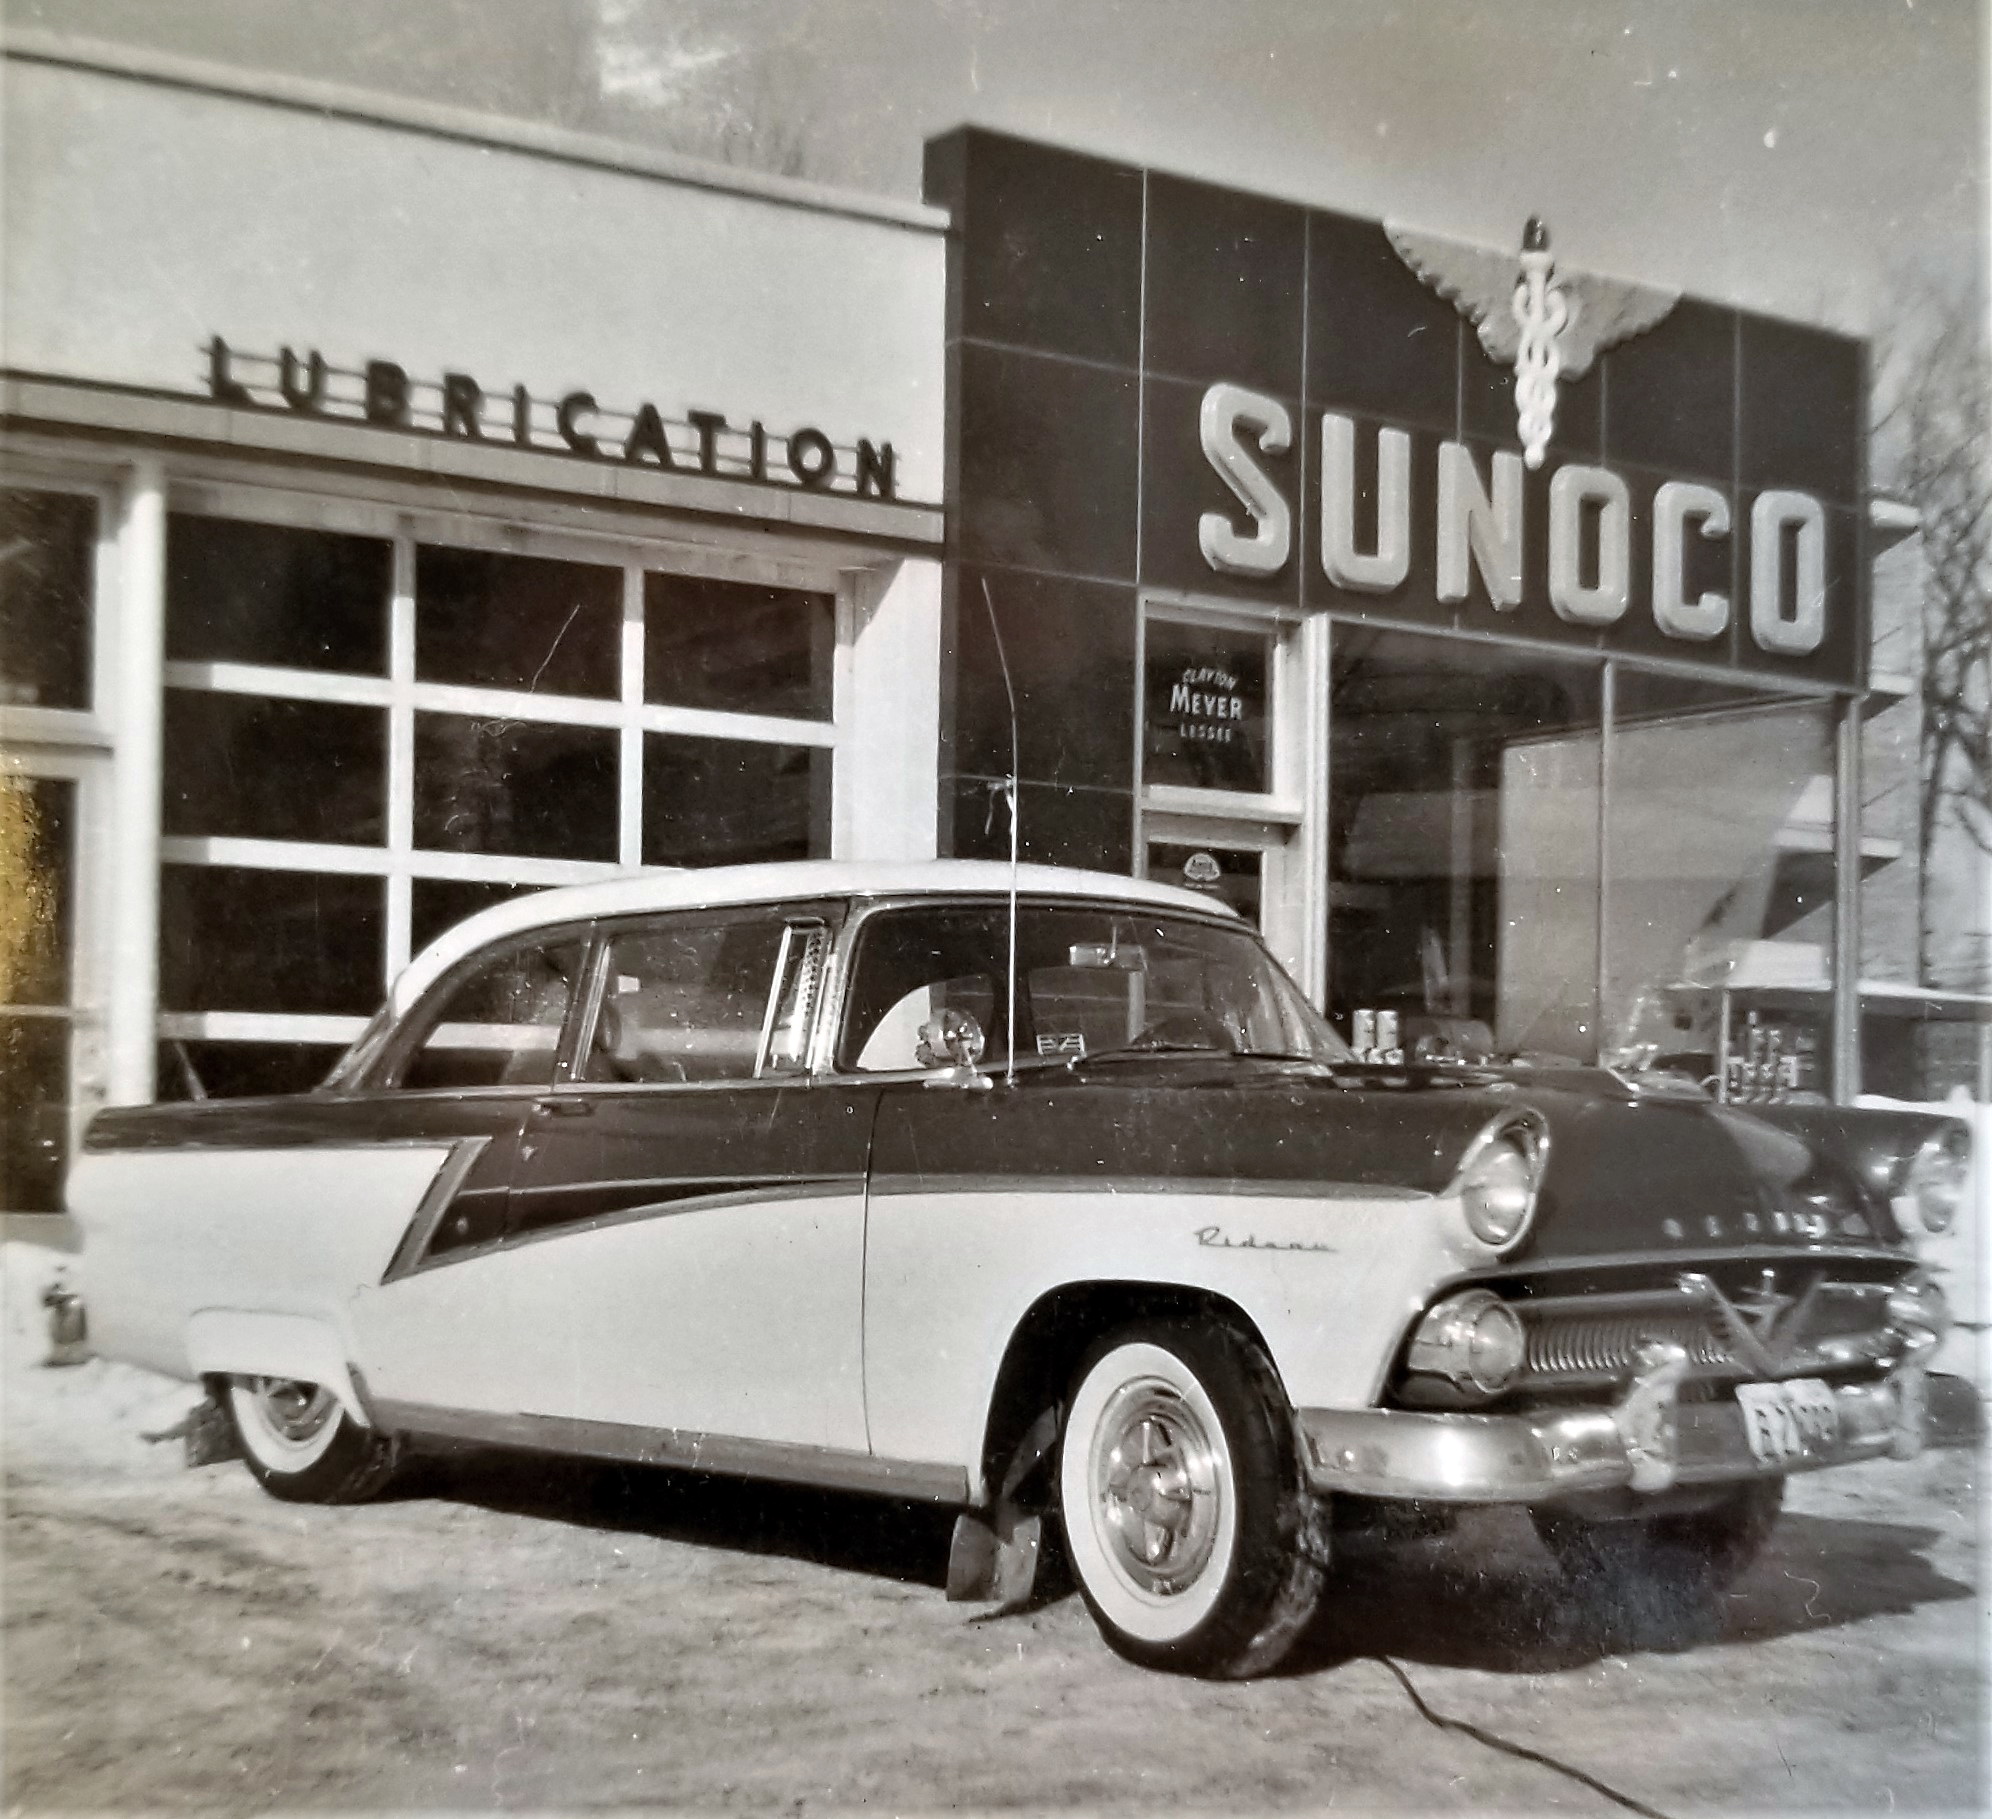 LUBRICATION
SUNOCO
CLAYTON
MEYER
LESSEE
Rideau